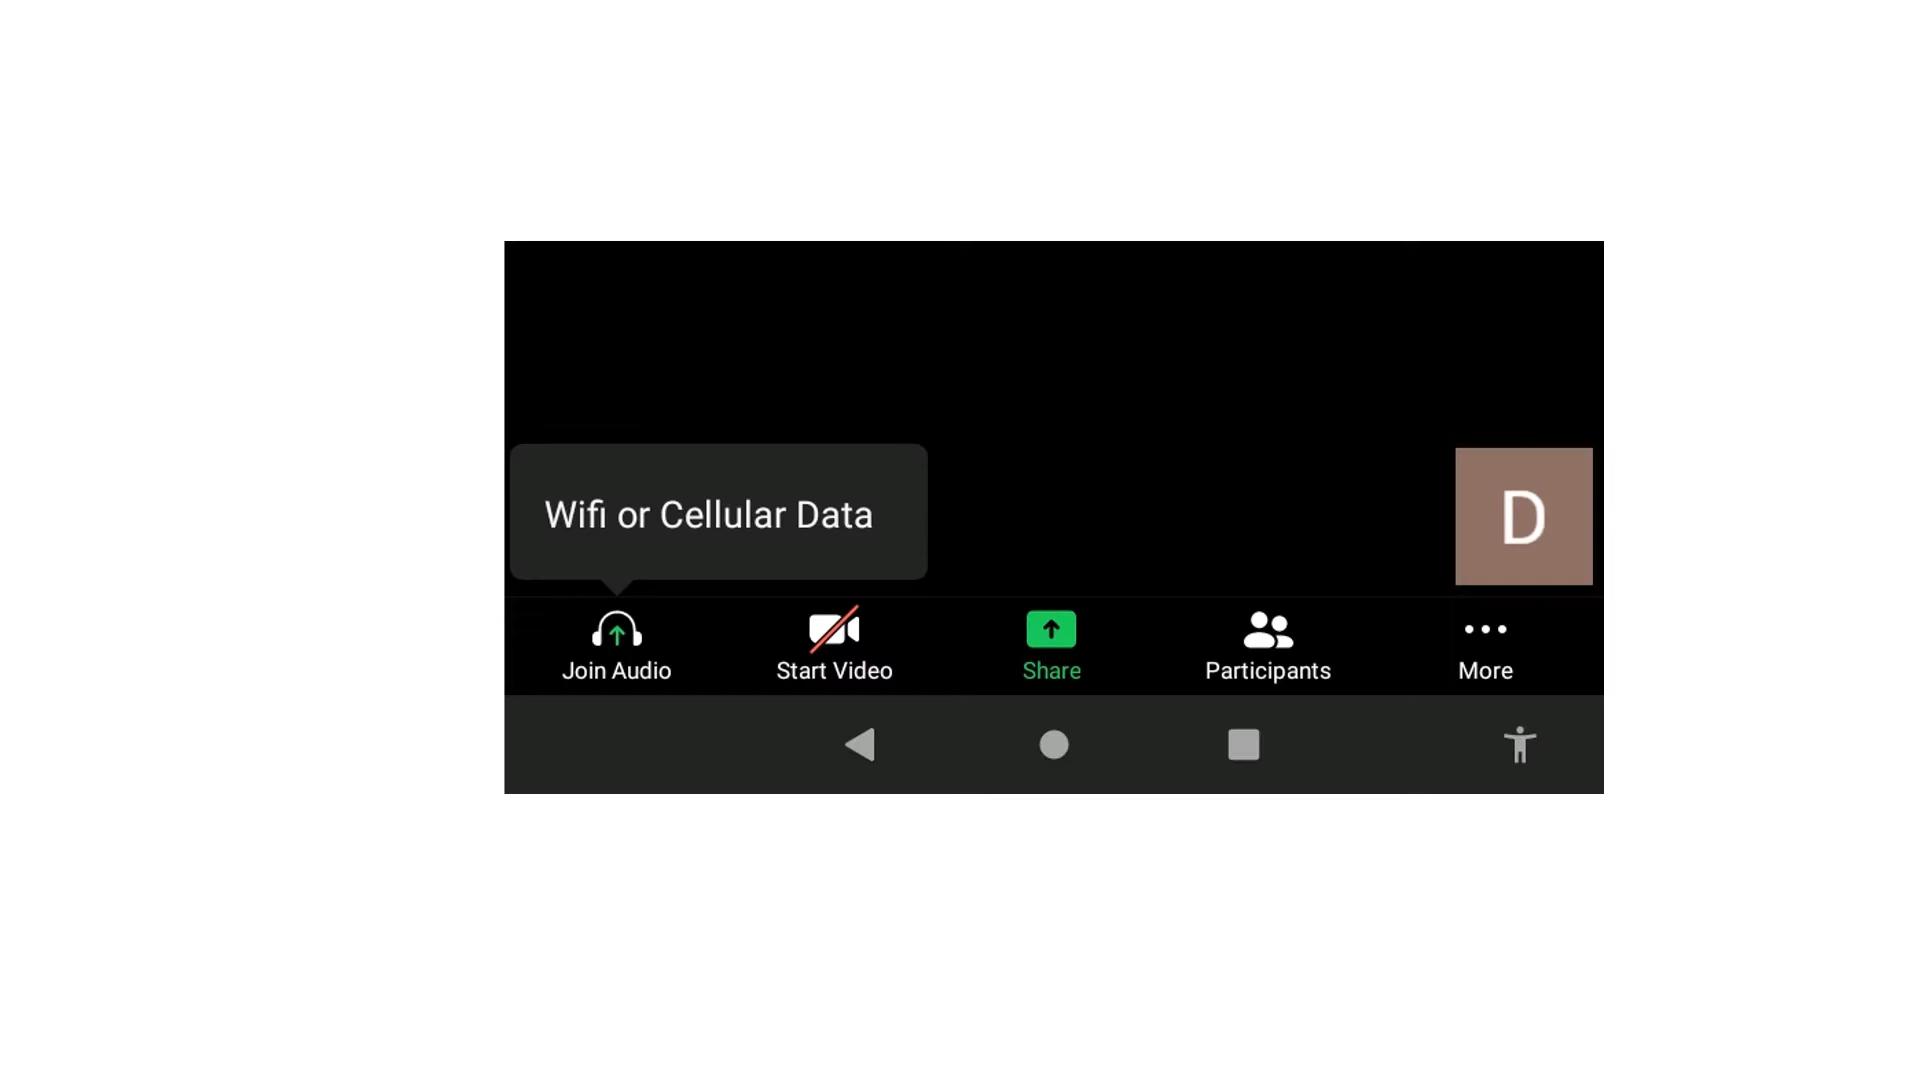 Wifi or Cellular Data
D
Join Audio
Start Video
Share
Participants
More